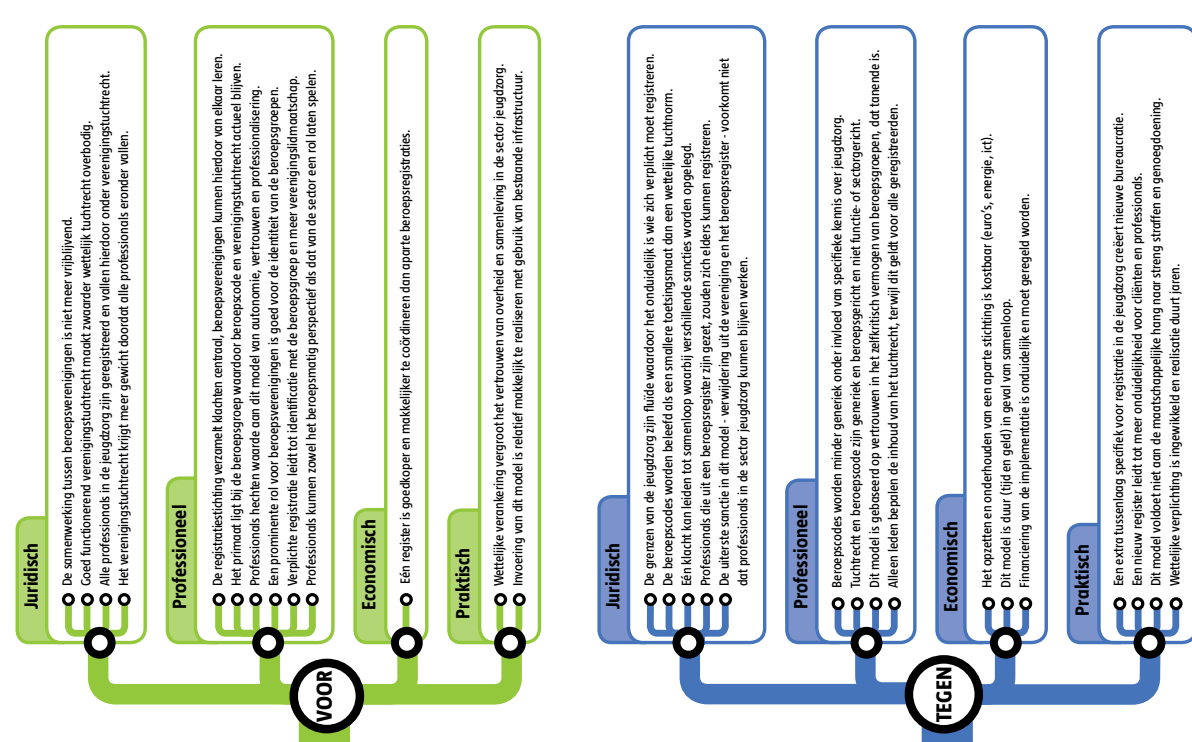 VOOR
Juridisch
De samenwerking tussen beroepsverenigingen is niet meer vrijblijvend.
Goed functionerend verenigingstuchtrecht maakt zwaarder wettelijk tuchtrecht overbodig.
Alle professionals in de jeugdzorg zijn geregistreerd en vallen hierdoor onder verenigingstuchtrecht.
Het verenigingstuchtrecht krijgt meer gewicht doordat alle professionals eronder vallen.
Professioneel
De registratiestichting verzamelt klachten centraal, beroepsverenigingen kunnen hierdoor van elkaar leren.
Het primaat ligt bij de beroepsgroep waardoor beroepscode en verenigingstuchtrecht actueel blijven.
Professionals hechten waarde aan dit model van autonomie, vertrouwen en professionalisering.
Een prominente rol voor beroepsverenigingen is goed voor de identiteit van de beroepsgroepen.
Verplichte registratie leidt tot identificatie met de beroepsgroep en meer verenigingslidmaatschap.
Professionals kunnen zowel het beroepsmatig perspectief als dat van de sector een rol laten spelen.
Economisch
Eén register is goedkoper en makkelijker te coördineren dan aparte beroepsregistraties.
Praktisch
Wettelijke verankering vergroot het vertrouwen van overheid en samenleving in de sector jeugdzorg.
Invoering van dit model is relatief makkelijk te realiseren met gebruik van bestaande infrastructuur.
TEGEN
Juridisch
De grenzen van de jeugdzorg zijn fluïde waardoor het onduidelijk is wie zich verplicht moet registreren.
De beroepscodes worden beleefd als een smallere toetsingsmaat dan een wettelijke tuchtnorm.
Eén klacht kan leiden tot samenloop waarbij verschillende sancties worden opgelegd.
Professionals die uit een beroepsregister zijn gezet, zouden zich elders kunnen registreren.
De uiterste sanctie in dit model - verwijdering uit de vereniging en het beroepsregister - voorkomt niet
dat professionals in de sector jeugdzorg kunnen blijven werken.
Professioneel
Beroepscodes worden minder generiek onder invloed van specifieke kennis over jeugdzorg.
Tuchtrecht en beroepscode zijn generiek en beroepsgericht en niet functie- of sectorgericht.
Dit model is gebaseerd op vertrouwen in het zelfkritisch vermogen van beroepsgroepen, dat tanende is.
Alleen leden bepalen de inhoud van het tuchtrecht, terwijl dit geldt voor alle geregistreerden.
Economisch
Het opzetten en onderhouden van een aparte stichting is kostbaar (euro's, energie, ict).
Dit model is duur (tijd en geld) in geval van samenloop.
Financiering van de implementatie is onduidelijk en moet geregeld worden.
Praktisch
Een extra tussenlaag specifiek voor registratie in de jeugdzorg creëert nieuwe bureaucratie.
Een nieuw register leidt tot meer onduidelijkheid voor cliënten en professionals.
Dit model voldoet niet aan de maatschappelijke hang naar streng straffen en genoegdoening.
Wettelijke verplichting is ingewikkeld en realisatie duurt jaren.